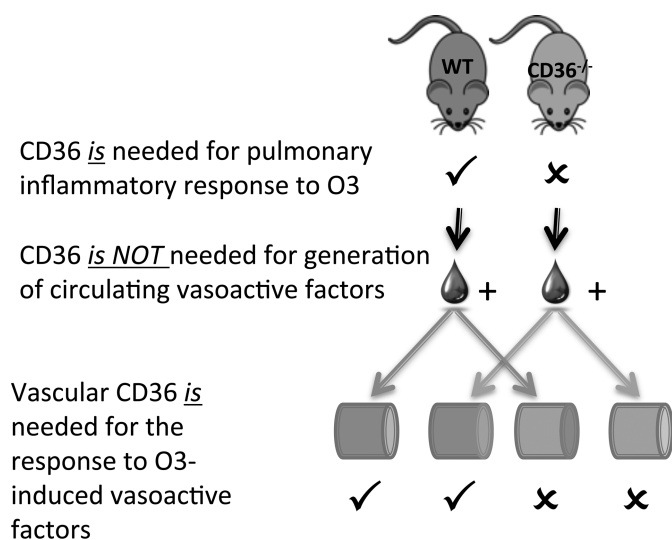 WT
CD36-/-
CD36 is needed for pulmonary
inflammatory response to O3
CD36 is NOT needed for generation
of circulating vasoactive factors
+
+
Vascular CD36 is
needed for the
response to O3-
induced vasoactive
factors